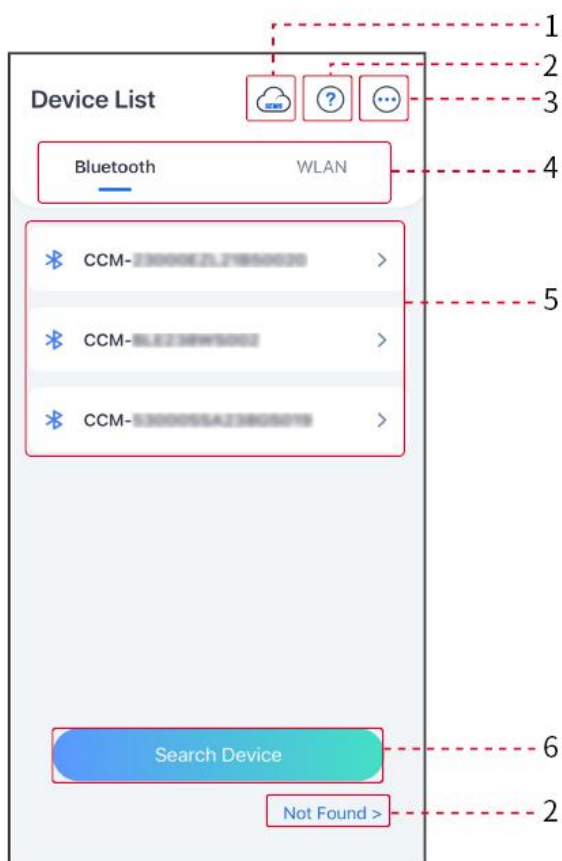 1
2
Device List
3
Bluetooth WLAN
4
CCM-
5
CCM-
CCM-
Search Device
6
Not Found >
2